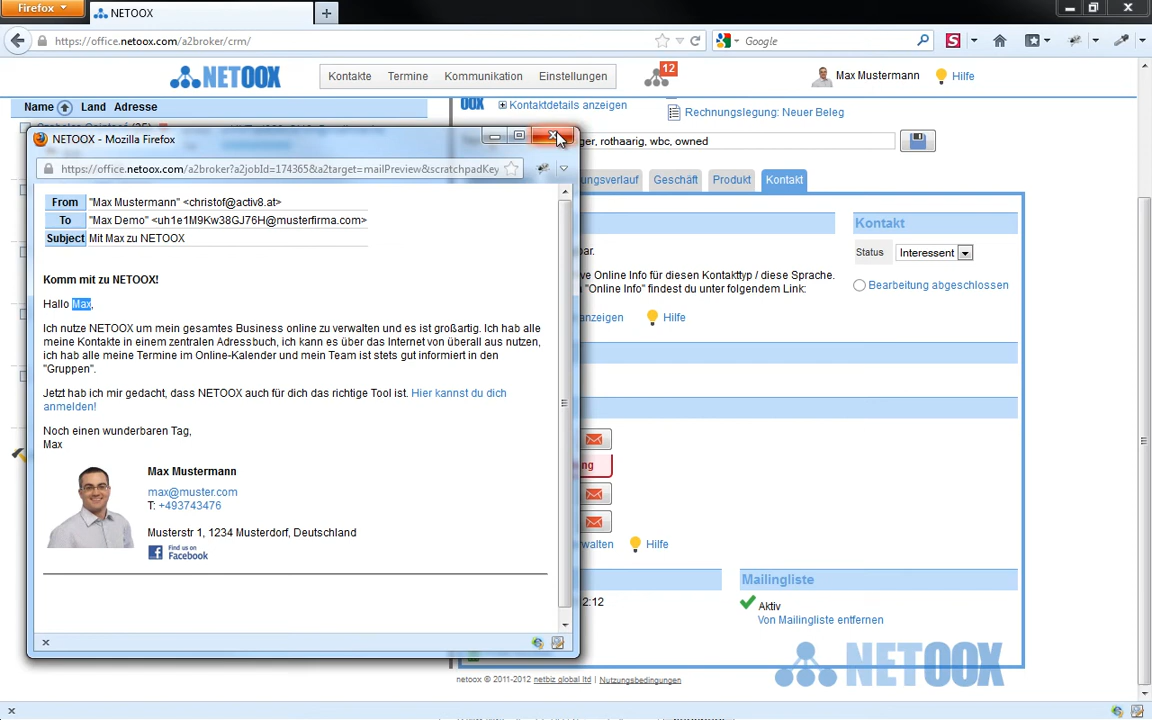 Firefox
NETOOX
https://office.netoox.com/a2broker/crm/
Google
NETOOX
Kontakte Termine Kommunikation Einstellungen
12
Max Mustermann
Hilfe
Name Land Adresse
Kontaktdetails anzeigen
Rechnungslegung: Neuer Beleg
ger, rothaarig, wbc, owned
ungsverlauf Geschäft Produkt Kontakt
NETOOX - Mozilla Firefox
https://office.netoox.com/a2broker?a2jobId=174365&a2target=mailPreview&scratchpadKey
From "Max Mustermann" <christof@activ8.at>
To "Max Demo" <uh1e1M9Kw38GJ76H@musterfirma.com>
Subject Mit Max zu NETOOX
Komm mit zu NETOOX!
Hallo Max,
Ich nutze NETOOX um mein gesamtes Business online zu verwalten und es ist großartig. Ich hab alle
meine Kontakte in einem zentralen Adressbuch, ich kann es über das Internet von überall aus nutzen,
ich hab alle meine Termine im Online-Kalender und mein Team ist stets gut informiert in den
"Gruppen".
Jetzt hab ich mir gedacht, dass NETOOX auch für dich das richtige Tool ist. Hier kannst du dich
anmelden!
Noch einen wunderbaren Tag,
Max
Max Mustermann
max@muster.com
T: +493743476
Musterstr 1, 1234 Musterdorf, Deutschland
Find us on
Facebook
bar.
ve Online Info für diesen Kontakttyp / diese Sprache.
"Online Info" findest du unter folgendem Link:
anzeigen
Hilfe
Kontakt
Status Interessent
Bearbeitung abgeschlossen
ng
walten
Hilfe
2:12
Mailingliste
Aktiv
Von Mailingliste entfernen
NETOOX
netoox © 2011-2012 netbiz global ltd | Nutzungsbedingungen